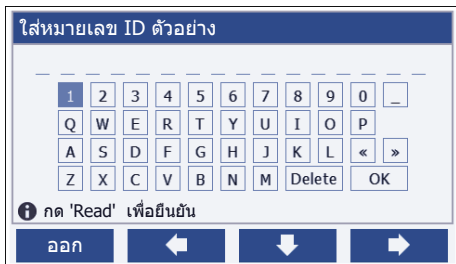 ใส่หมายเลข ID ตัวอย่าง
_ _ _ _ _ _ _ _ _ _ _ _ _ _ _
1 2 3 4 5 6 7 8 9 0 _
Q W E R T Y U I O P
A S D F G H J K L « »
Z X C V B N M Delete OK
กด 'Read' เพื่อยืนยัน
ออก